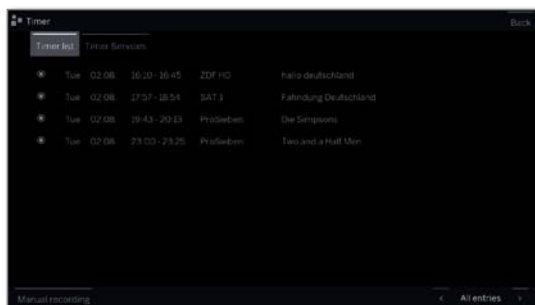 Timer
Back
Timer list Timer Services
Tue 02.08. 16:10 - 16:45 ZDF HD hallo deutschland
Tue 02.08. 17:57 - 18:54 SAT.1 Fahndung Deutschland
Tue 02.08. 19:43 - 20:13 ProSieben Die Simpsons
Tue 02.08. 23:00 - 23:25 ProSieben Two and a Half Men
Manual recording
< All entries >